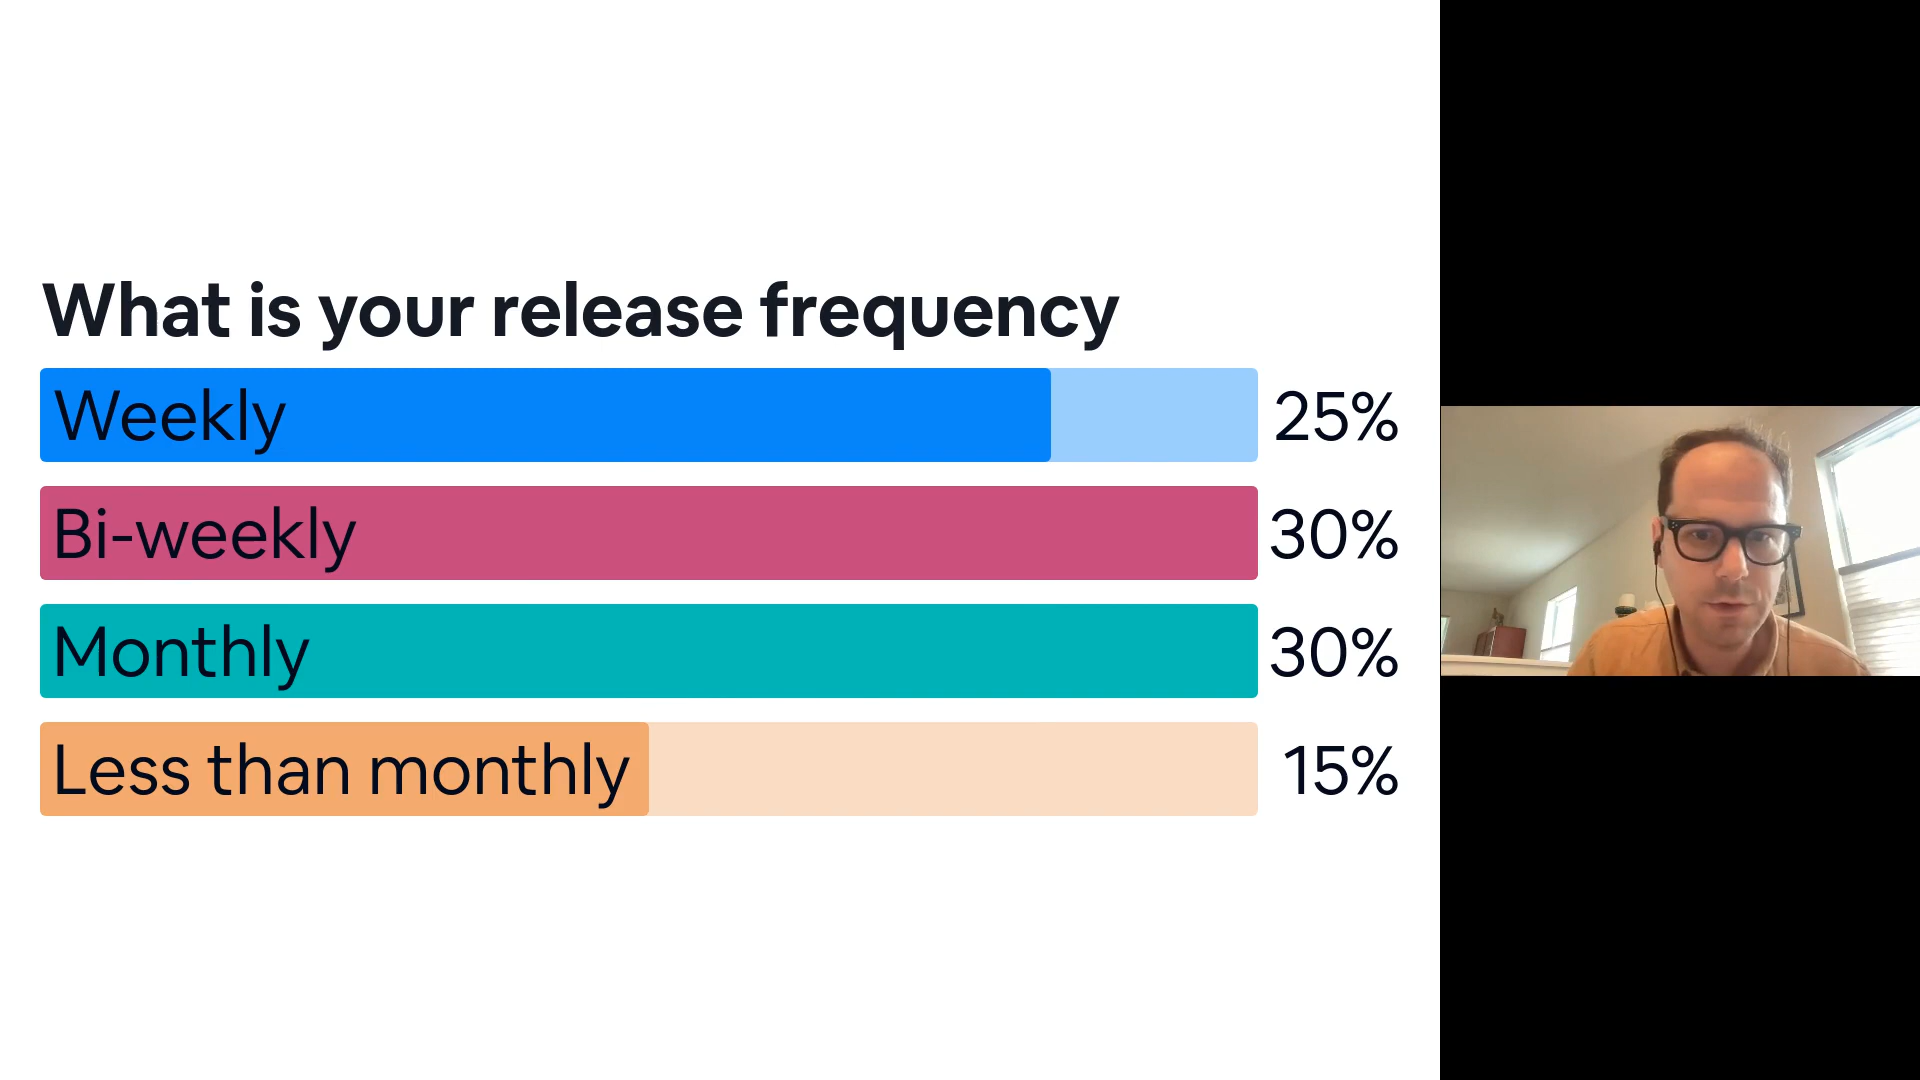 What is your release frequency
Weekly 25%
Bi-weekly 30%
Monthly 30%
Less than monthly 15%